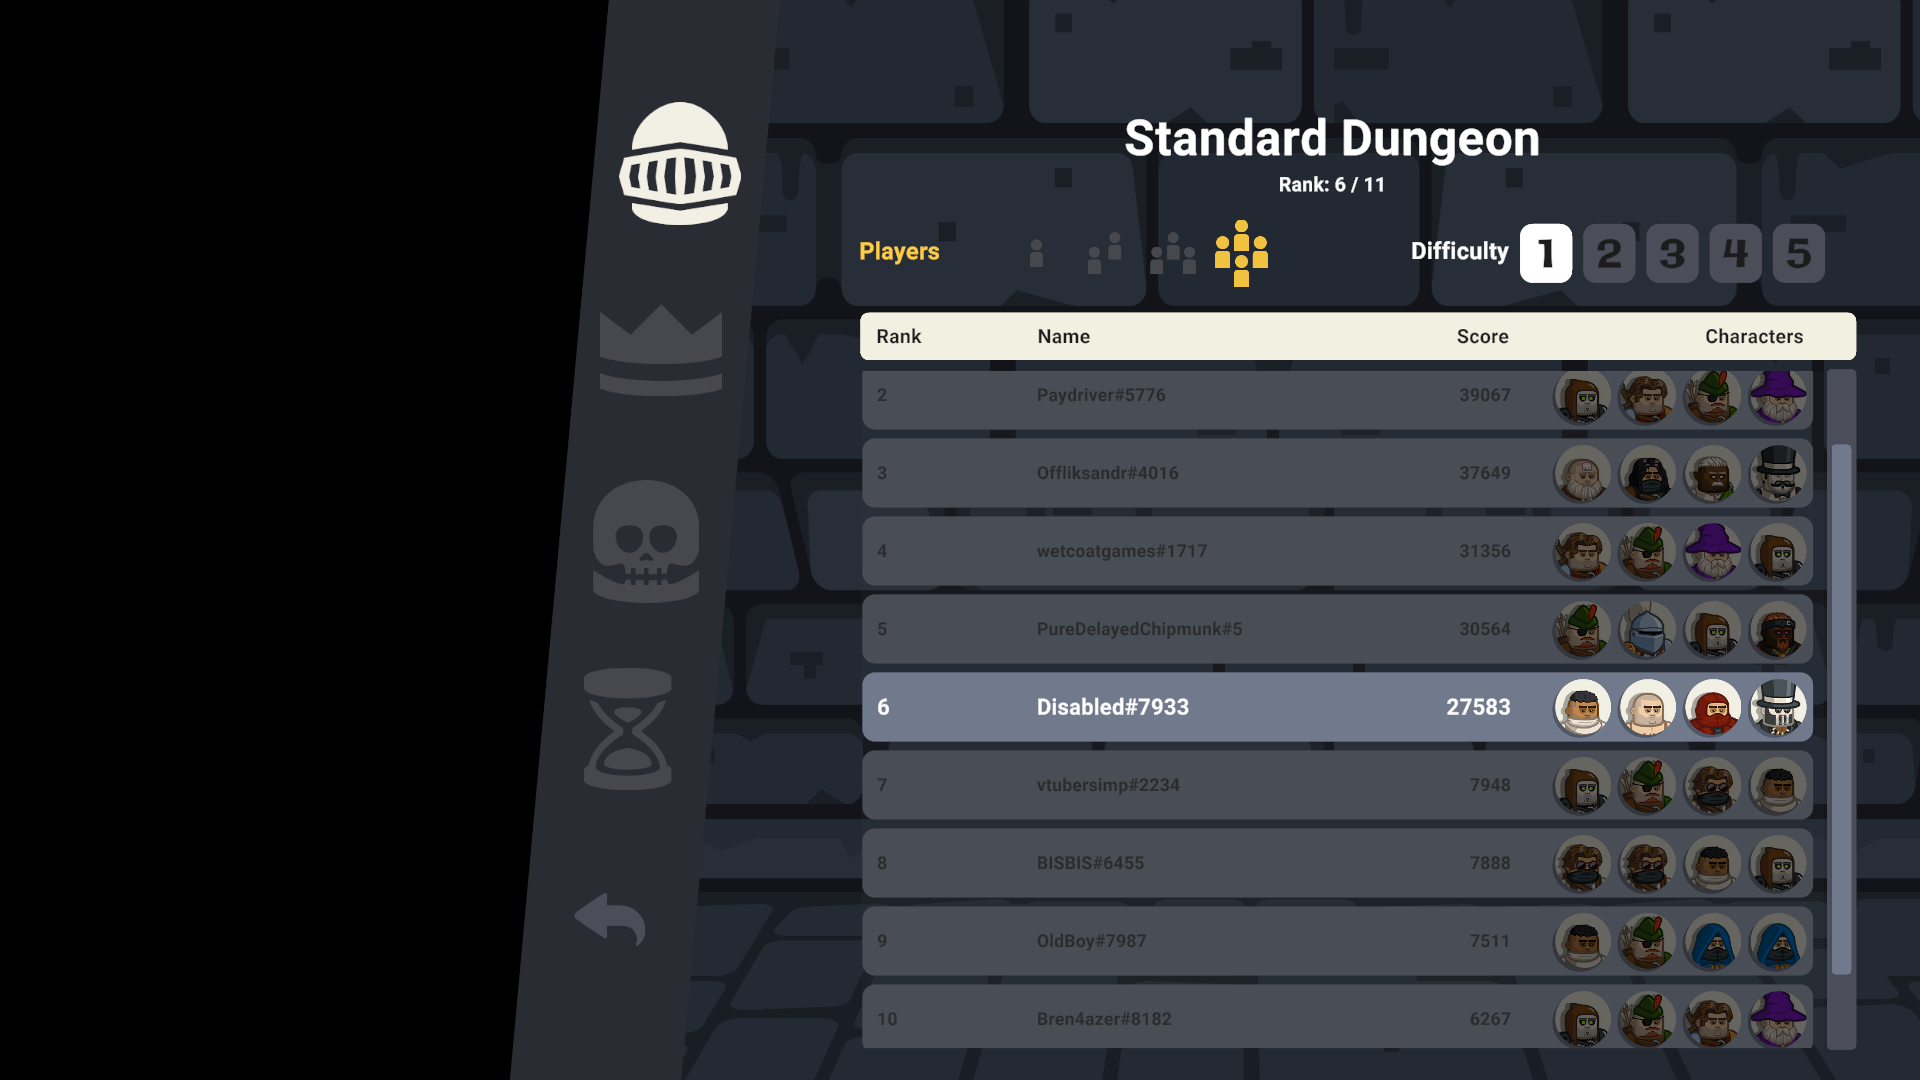 Standard Dungeon
Rank: 6 / 11
Players Difficulty 1 2 3 4 5
Rank Name Score Characters
2 Paydriver#5776 39067
3 Offliksandr#4016 37649
4 wetcoatgames#1717 31356
5 PureDelayedChipmunk#5 30564
6 Disabled#7933 27583
7 vtubersimp#2234 7948
8 BISBIS#6455 7888
9 OldBoy#7987 7511
10 Bren4azer#8182 6267